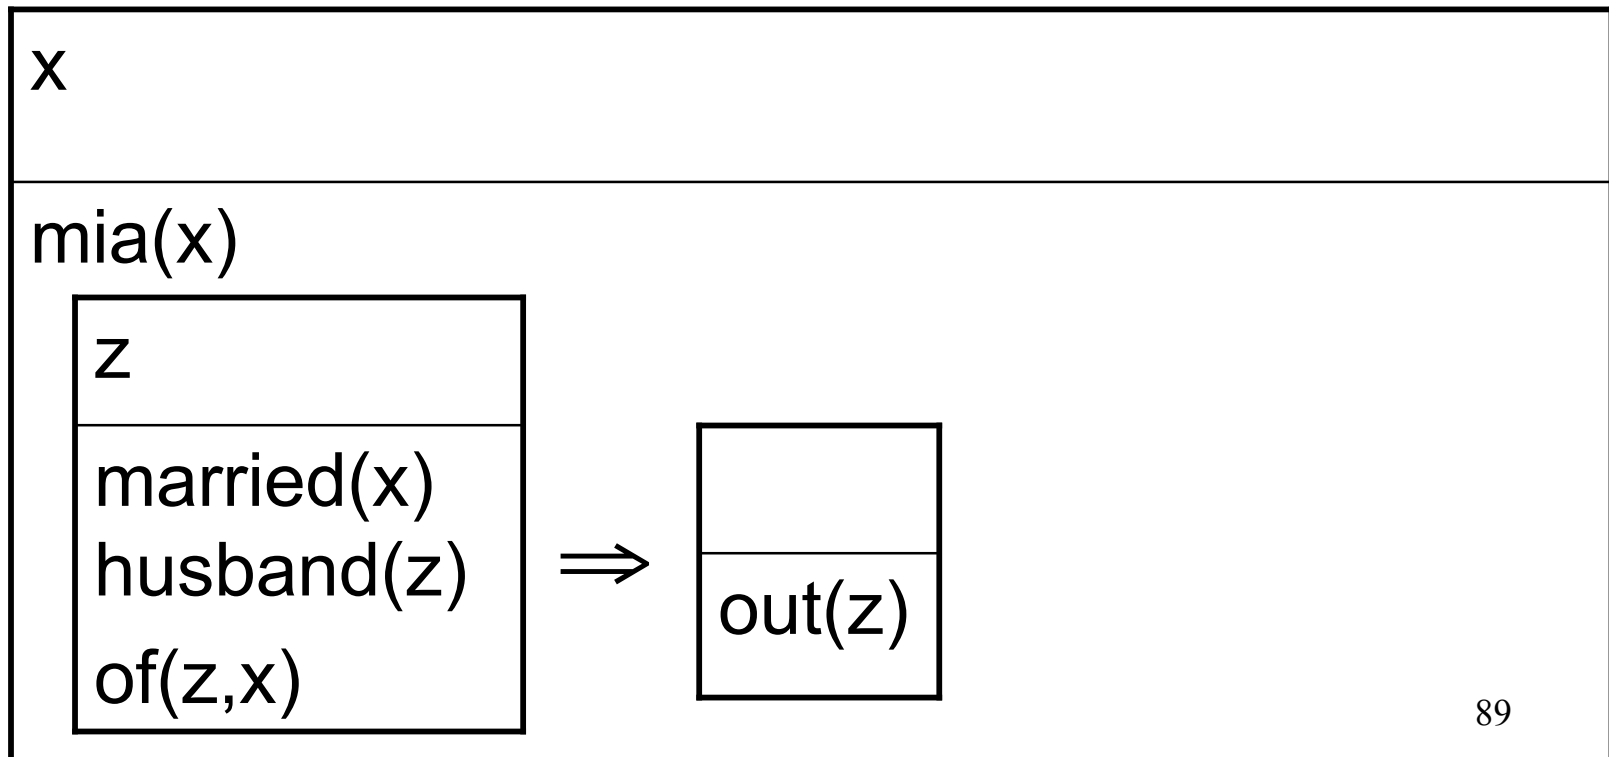 x
mia(x)
z
married(x)
husband(z)
of(z,x)
⇒
out(z)
89